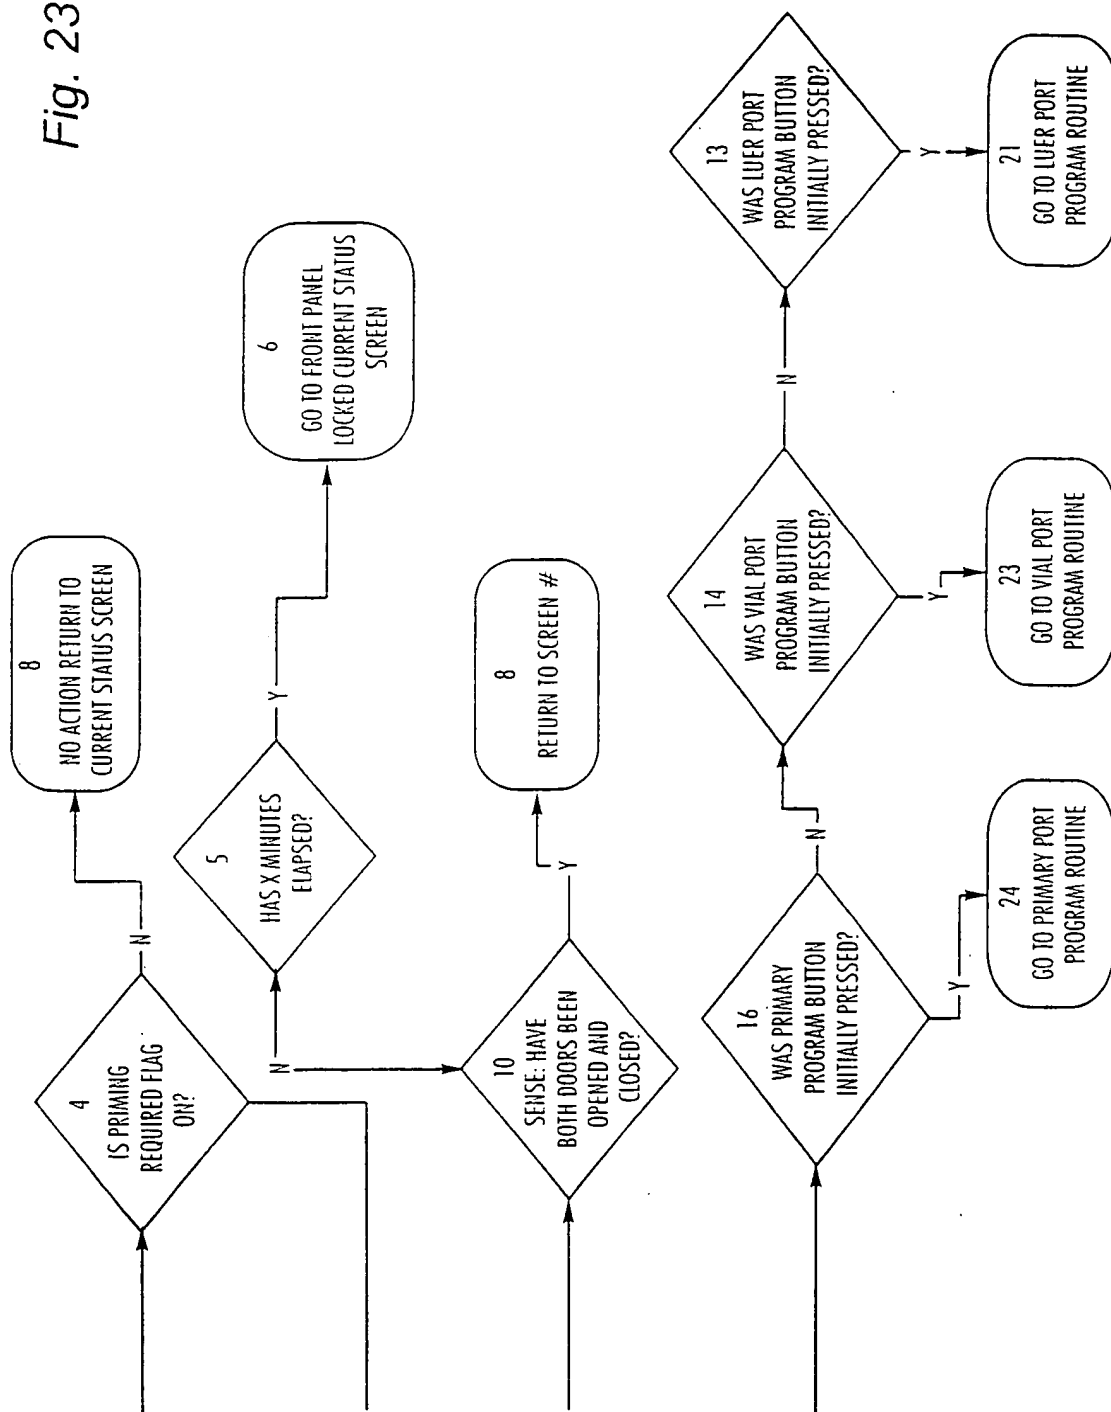 Fig. 23
8
NO ACTION RETURN TO
CURRENT STATUS SCREEN
N
4
IS PRIMING
REQUIRED FLAG
ON?
6
GO TO FRONT PANEL
LOCKED CURRENT STATUS
SCREEN
Y
5
HAS X MINUTES
ELAPSED?
N
8
RETURN TO SCREEN #
Y
10
SENSE: HAVE
BOTH DOORS BEEN
OPENED AND
CLOSED?
16
WAS PRIMARY
PROGRAM BUTTON
INITIALLY PRESSED?
N
Y
24
GO TO PRIMARY PORT
PROGRAM ROUTINE
14
WAS VIAL PORT
PROGRAM BUTTON
INITIALLY PRESSED?
N
Y
23
GO TO VIAL PORT
PROGRAM ROUTINE
13
WAS LUER PORT
PROGRAM BUTTON
INITIALLY PRESSED?
Y
21
GO TO LUER PORT
PROGRAM ROUTINE